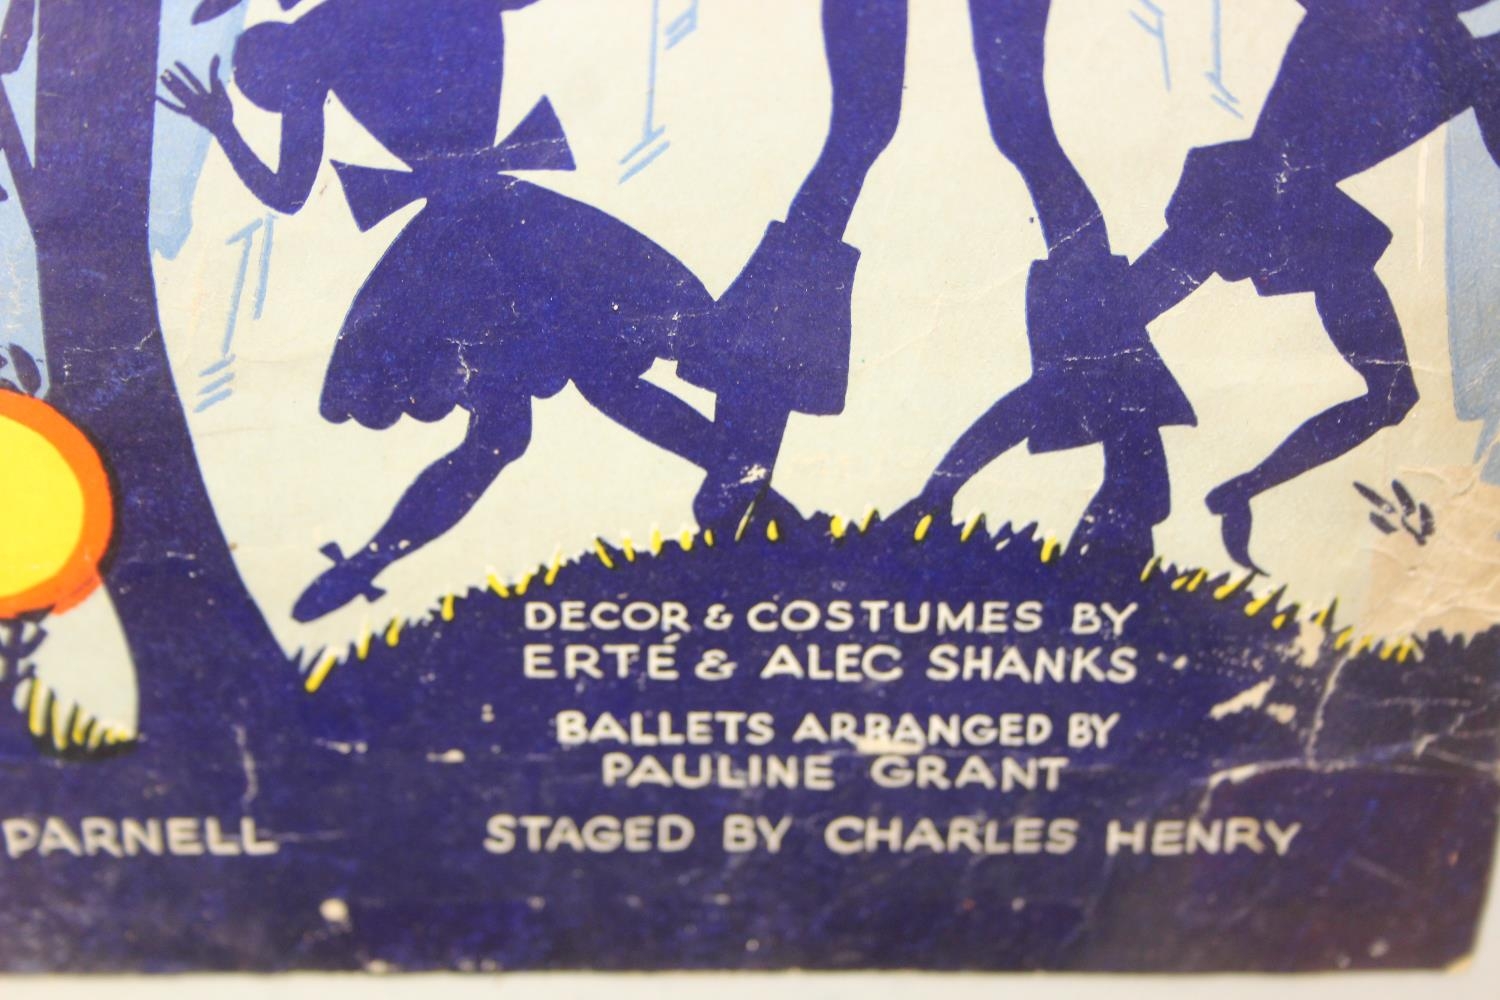 DECOR & COSTUMES BY
ERTÉ & ALEC SHANKS
BALLETS ARRANGED BY
PAULINE GRANT
PARNELL
STAGED BY CHARLES HENRY